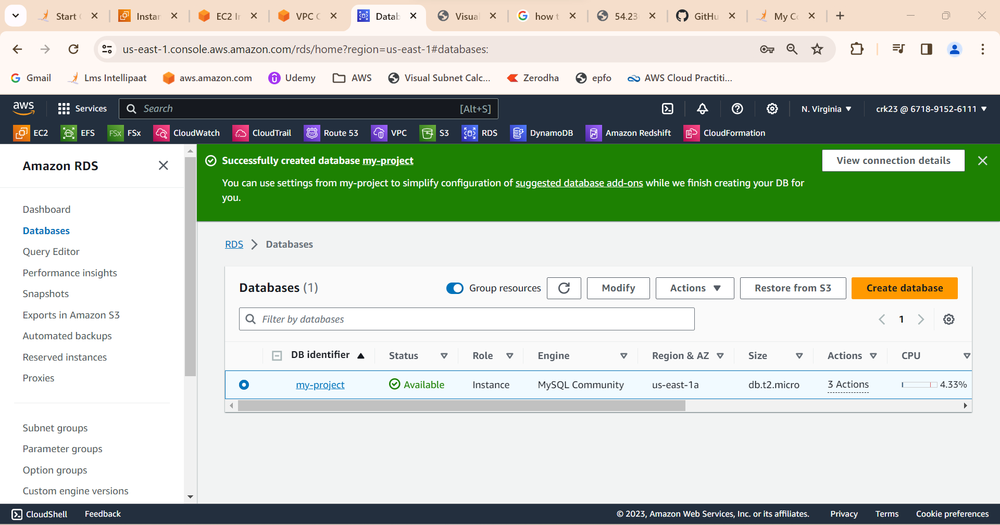 Start
Instar
EC2 In
VPC
Datab
Visual
how t
54.23
GitHu
My Co
us-east-1.console.aws.amazon.com/rds/home?region=us-east-1#databases:
Gmail
Lms Intellipaat
aws.amazon.com
Udemy
AWS
Visual Subnet Calc...
Zerodha
epfo
AWS Cloud Practiti...
aws
Services
Search
[Alt+S]
N. Virginia
crk23 @ 6718-9152-6111
EC2
EFS
FSx
FSx
CloudWatch
CloudTrail
53
Route 53
VPC
S3
RDS
DynamoDB
Amazon Redshift
CloudFormation
Amazon RDS
Dashboard
Databases
Query Editor
Performance insights
Snapshots
Exports in Amazon S3
Automated backups
Reserved instances
Proxies
Subnet groups
Parameter groups
Option groups
Custom engine versions
Successfully created database my-project
View connection details
You can use settings from my-project to simplify configuration of suggested database add-ons while we finish creating your DB for
you.
RDS
Databases
Databases (1)
Group resources
Modify
Actions
Restore from S3
Create database
Filter by databases
1
DB identifier
Status
Role
Engine
Region & AZ
Size
Actions
CPU
my-project
Available
Instance
MySQL Community
us-east-1a
db.t2.micro
3 Actions
4.33%
CloudShell
Feedback
© 2023, Amazon Web Services, Inc. or its affiliates.
Privacy
Terms
Cookie preferences